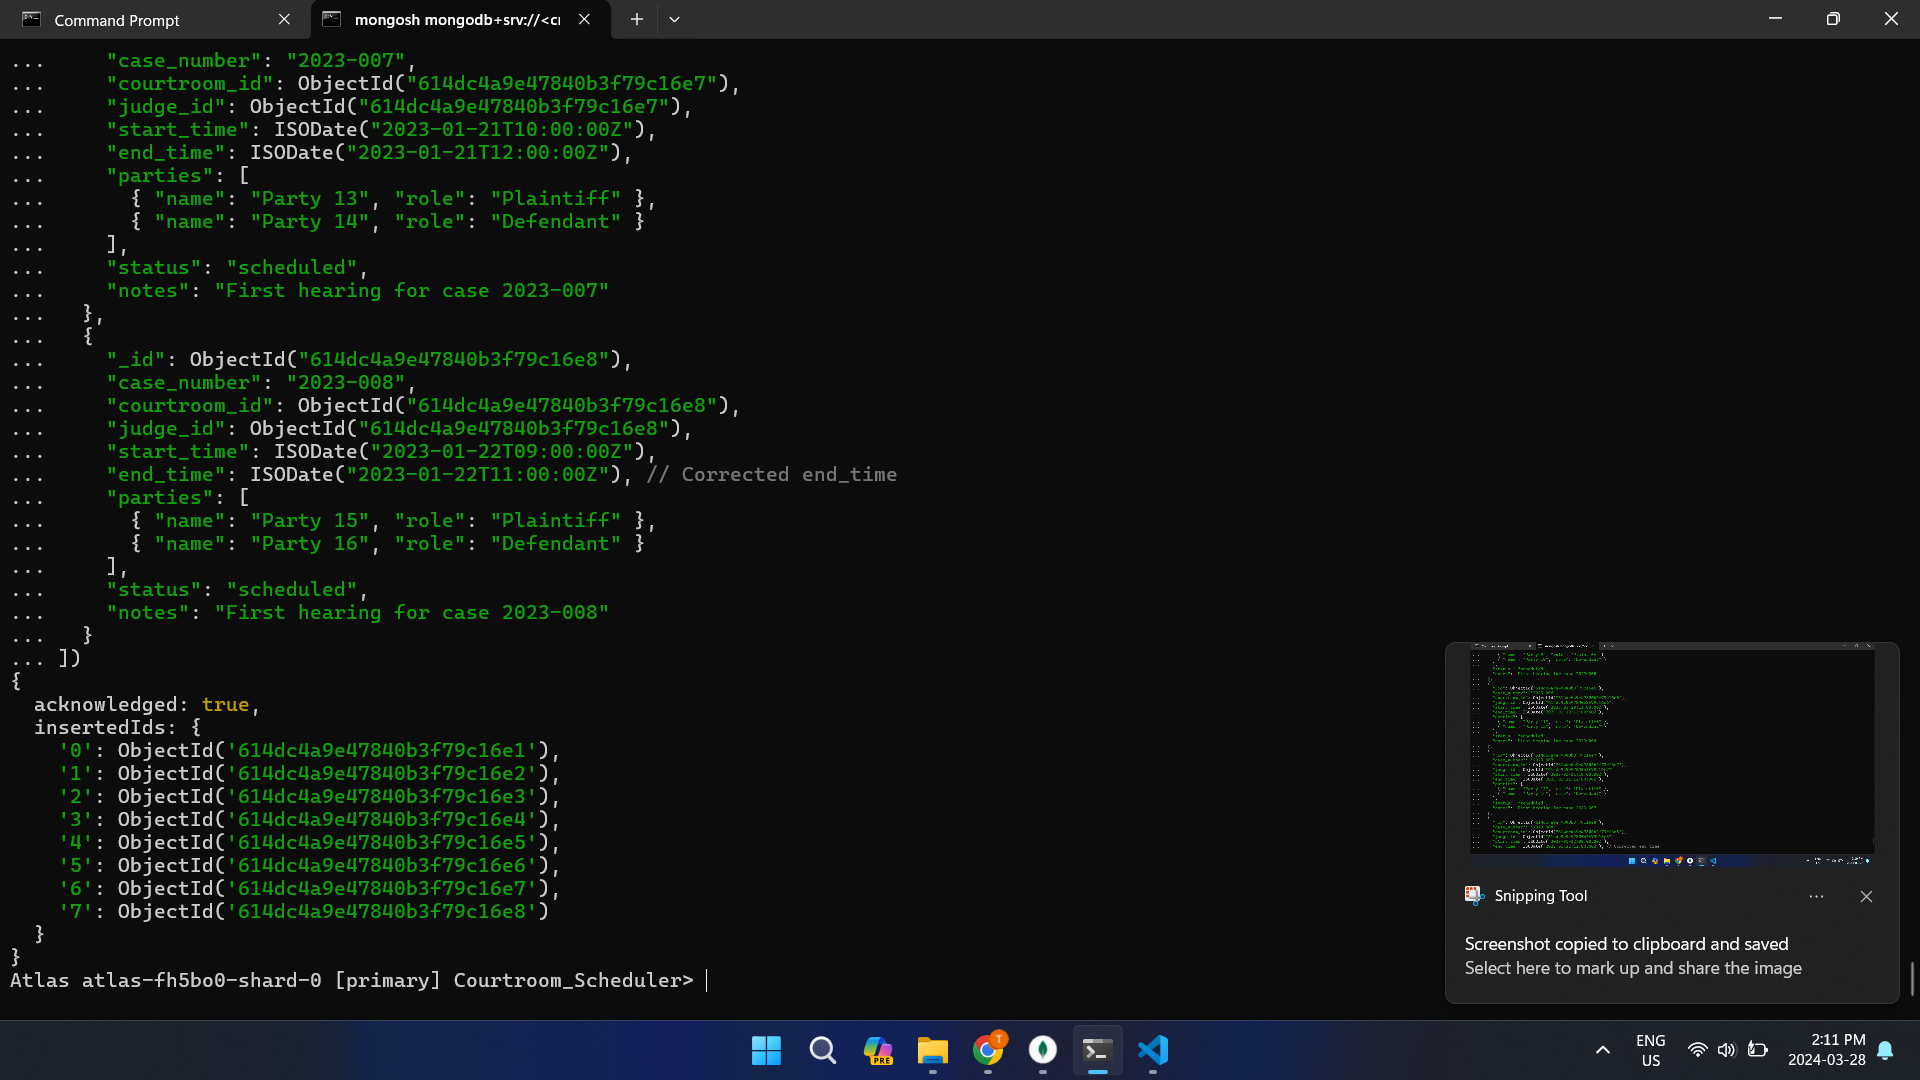 Command Prompt
mongosh mongodb+srv://<cr
...     "case_number": "2023-007",
...     "courtroom_id": ObjectId("614dc4a9e47840b3f79c16e7"),
...     "judge_id": ObjectId("614dc4a9e47840b3f79c16e7"),
...     "start_time": ISODate("2023-01-21T10:00:00Z"),
...     "end_time": ISODate("2023-01-21T12:00:00Z"),
...     "parties": [
...       { "name": "Party 13", "role": "Plaintiff" },
...       { "name": "Party 14", "role": "Defendant" }
...     ],
...     "status": "scheduled",
...     "notes": "First hearing for case 2023-007"
...   },
...   {
...     "_id": ObjectId("614dc4a9e47840b3f79c16e8"),
...     "case_number": "2023-008",
...     "courtroom_id": ObjectId("614dc4a9e47840b3f79c16e8"),
...     "judge_id": ObjectId("614dc4a9e47840b3f79c16e8"),
...     "start_time": ISODate("2023-01-22T09:00:00Z"),
...     "end_time": ISODate("2023-01-22T11:00:00Z"), // Corrected end_time
...     "parties": [
...       { "name": "Party 15", "role": "Plaintiff" },
...       { "name": "Party 16", "role": "Defendant" }
...     ],
...     "status": "scheduled",
...     "notes": "First hearing for case 2023-008"
...   }
... ])
{
  acknowledged: true,
  insertedIds: {
    '0': ObjectId('614dc4a9e47840b3f79c16e1'),
    '1': ObjectId('614dc4a9e47840b3f79c16e2'),
    '2': ObjectId('614dc4a9e47840b3f79c16e3'),
    '3': ObjectId('614dc4a9e47840b3f79c16e4'),
    '4': ObjectId('614dc4a9e47840b3f79c16e5'),
    '5': ObjectId('614dc4a9e47840b3f79c16e6'),
    '6': ObjectId('614dc4a9e47840b3f79c16e7'),
    '7': ObjectId('614dc4a9e47840b3f79c16e8')
  }
}
Atlas atlas-fh5bo0-shard-0 [primary] Courtroom_Scheduler>
Snipping Tool
Screenshot copied to clipboard and saved
Select here to mark up and share the image
PRE
T
ENG
US
2:11 PM
2024-03-28